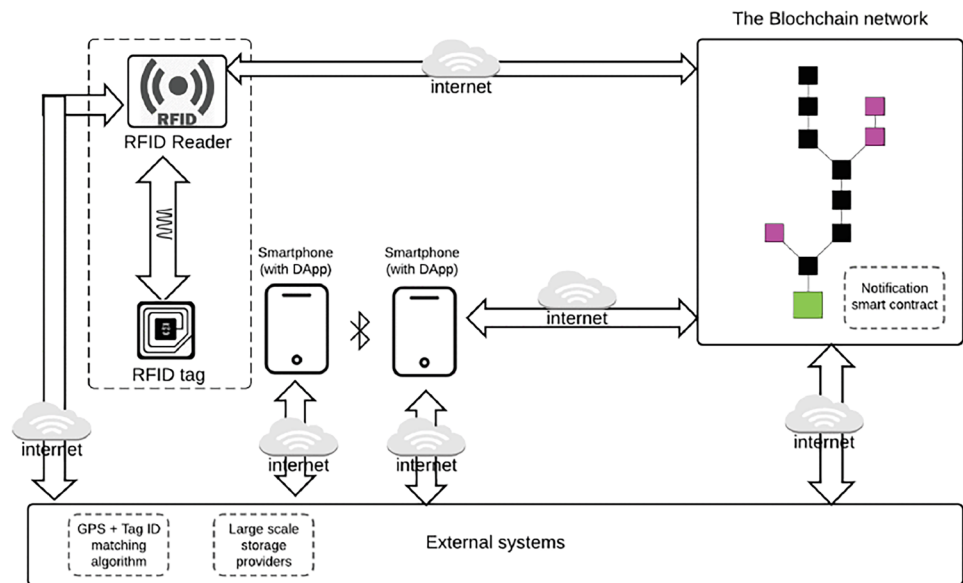 The Blochchain network
internet
RFID
RFID Reader
Smartphone
(with DApp)
Smartphone
(with DApp)
Notification
smart contract
internet
RFID tag
internet
internet
internet
internet
GPS + Tag ID
matching
algorithm
Large scale
storage
providers
External systems